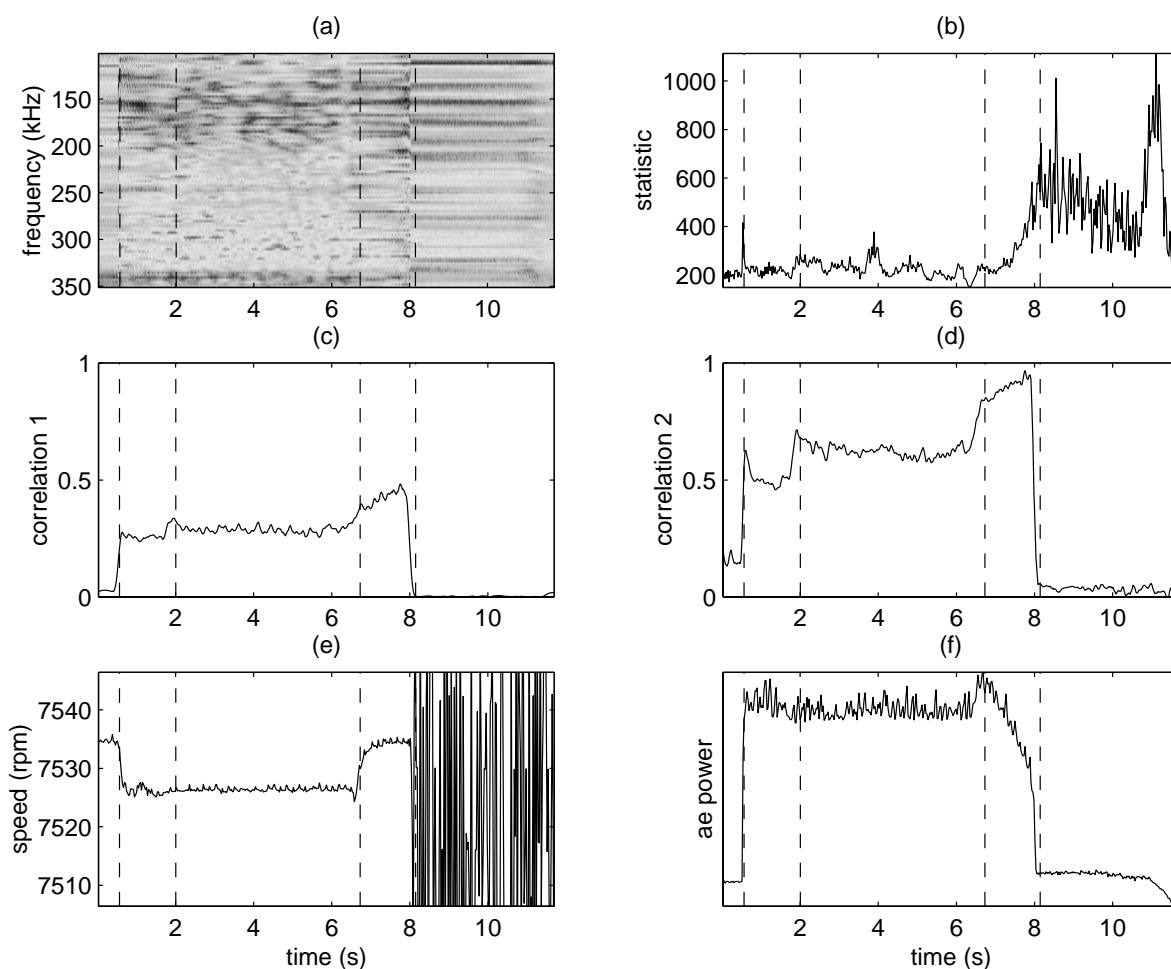 (a)
frequency (kHz)
150
200
250
300
350
2 4 6 8 10
(b)
statistic
1000
800
600
400
200
2 4 6 8 10
(c)
correlation 1
1
0.5
0
2 4 6 8 10
(d)
correlation 2
1
0.5
0
2 4 6 8 10
(e)
speed (rpm)
7540
7530
7520
7510
2 4 6 8 10
time (s)
(f)
ae power
2 4 6 8 10
time (s)